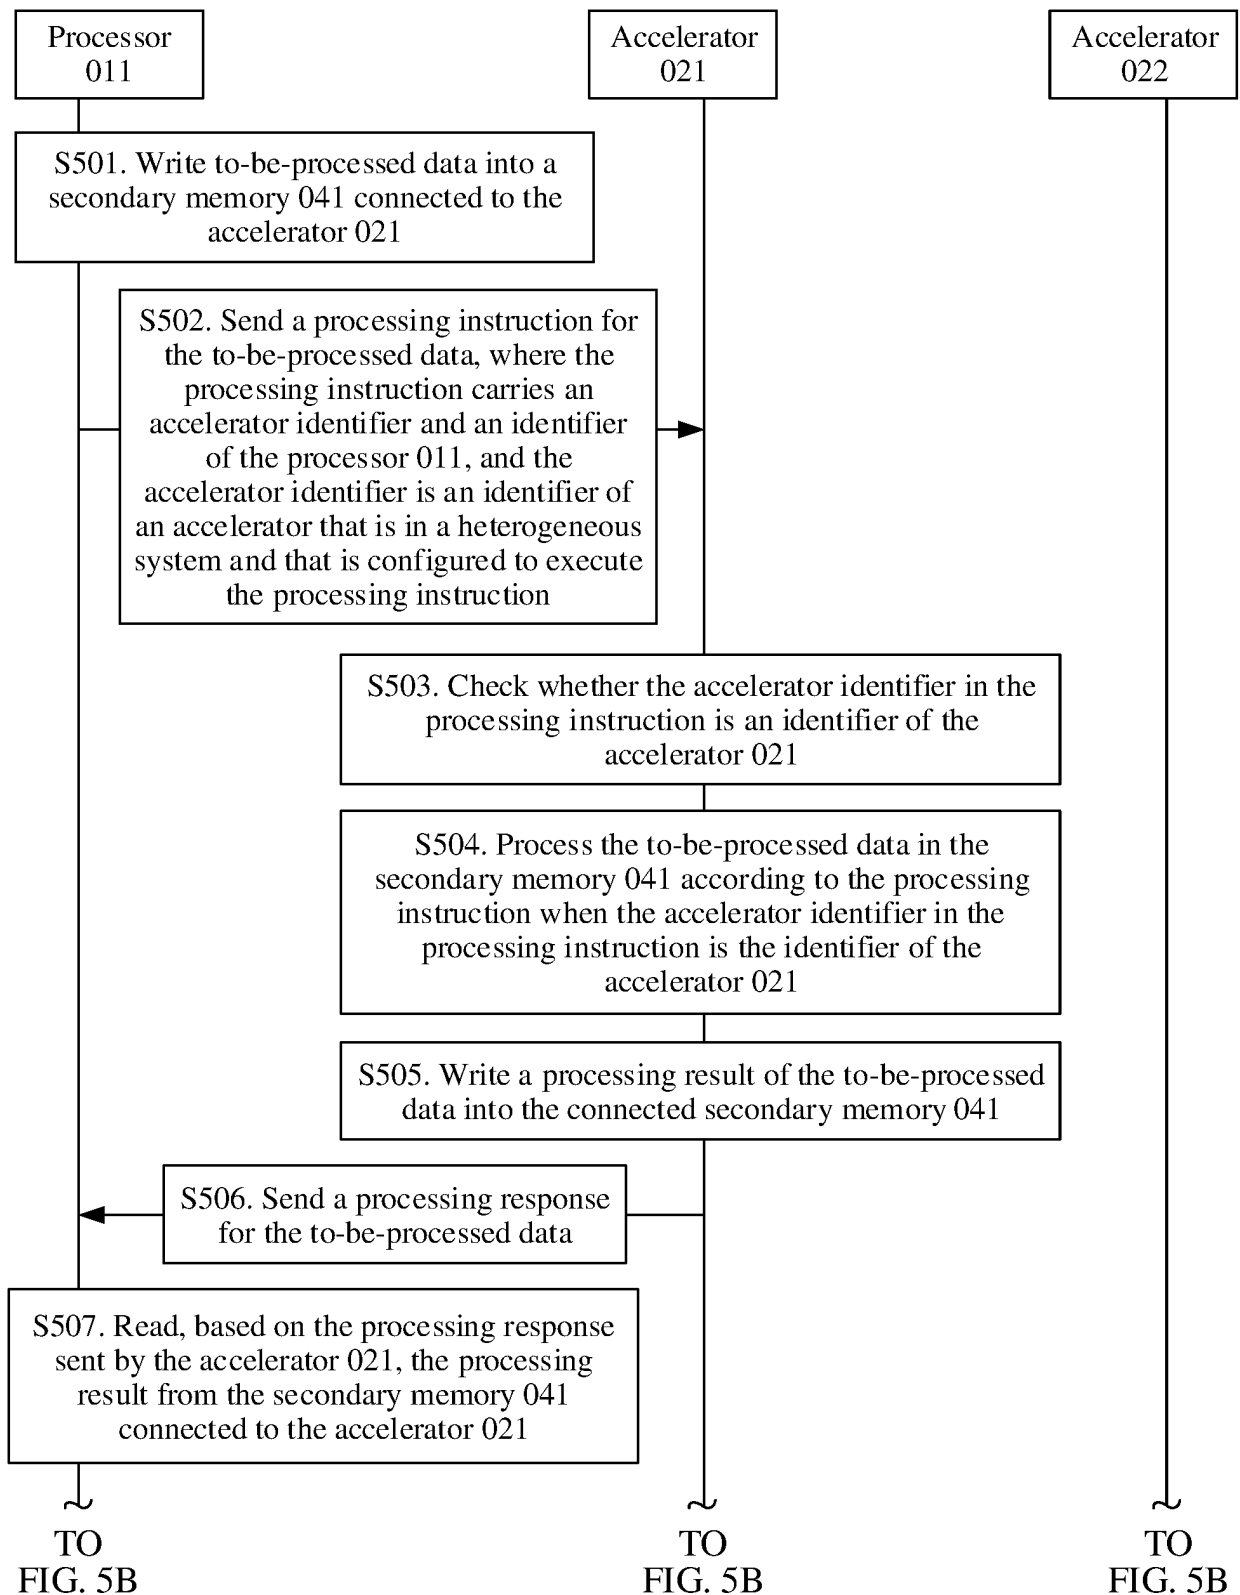 Processor
011
Accelerator
021
Accelerator
022
S501. Write to-be-processed data into a
secondary memory 041 connected to the
accelerator 021
S502. Send a processing instruction for
the to-be-processed data, where the
processing instruction carries an
accelerator identifier and an identifier
of the processor 011, and the
accelerator identifier is an identifier of
an accelerator that is in a heterogeneous
system and that is configured to execute
the processing instruction
S503. Check whether the accelerator identifier in the
processing instruction is an identifier of the
accelerator 021
S504. Process the to-be-processed data in the
secondary memory 041 according to the processing
instruction when the accelerator identifier in the
processing instruction is the identifier of the
accelerator 021
S505. Write a processing result of the to-be-processed
data into the connected secondary memory 041
S506. Send a processing response
for the to-be-processed data
S507. Read, based on the processing response
sent by the accelerator 021, the processing
result from the secondary memory 041
connected to the accelerator 021
TO
FIG. 5B
TO
FIG. 5B
TO
FIG. 5B